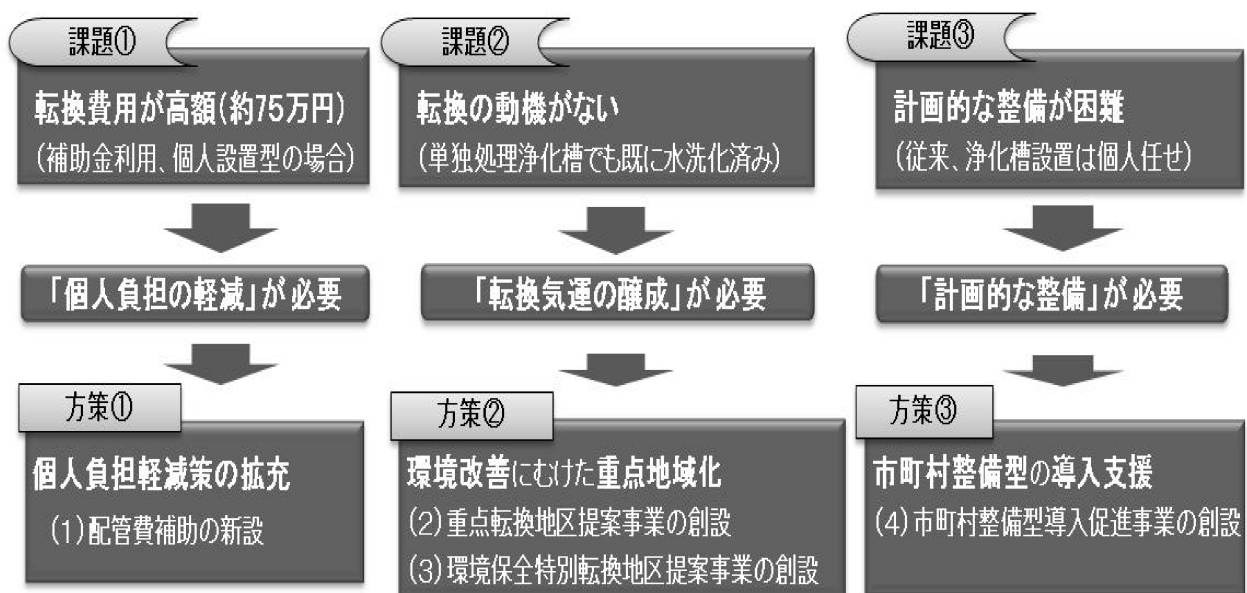 課題①
転換費用が高額(約75万円)
(補助金利用、個人設置型の場合)
「個人負担の軽減」が必要
方策①
個人負担軽減策の拡充
(1)配管費補助の新設
課題②
転換の動機がない
(単独処理浄化槽でも既に水洗化済み)
「転換気運の醸成」が必要
方策②
環境改善にむけた重点地域化
(2)重点転換地区提案事業の創設
(3)環境保全特別転換地区提案事業の創設
課題③
計画的な整備が困難
(従来、浄化槽設置は個人任せ)
「計画的な整備」が必要
方策③
市町村整備型の導入支援
(4)市町村整備型導入促進事業の創設